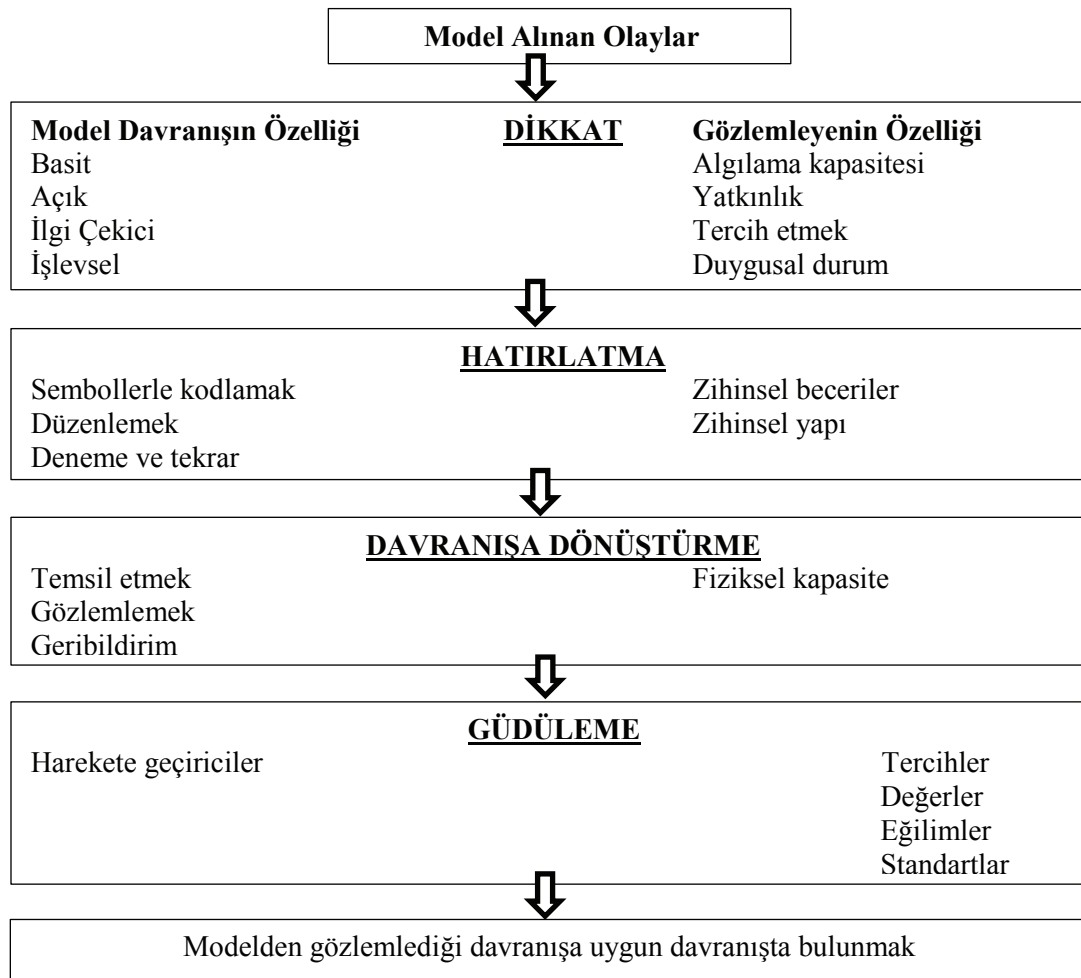 Model Alınan Olaylar
Model Davranışın Özelliği DİKKAT Gözlemleyenin Özelliği
Basit Algılama kapasitesi
Açık Yatkınlık
İlgi Çekici Tercih etmek
İşlevsel Duygusal durum
HATIRLATMA
Sembollerle kodlamak Zihinsel beceriler
Düzenlemek Zihinsel yapı
Deneme ve tekrar
DAVRANIŞA DÖNÜŞTÜRME
Temsil etmek Fiziksel kapasite
Gözlemlemek
Geribildirim
GÜDÜLEME
Harekete geçiriciler Tercihler
Değerler
Eğilimler
Standartlar
Modelden gözlemlediği davranışa uygun davranışta bulunmak